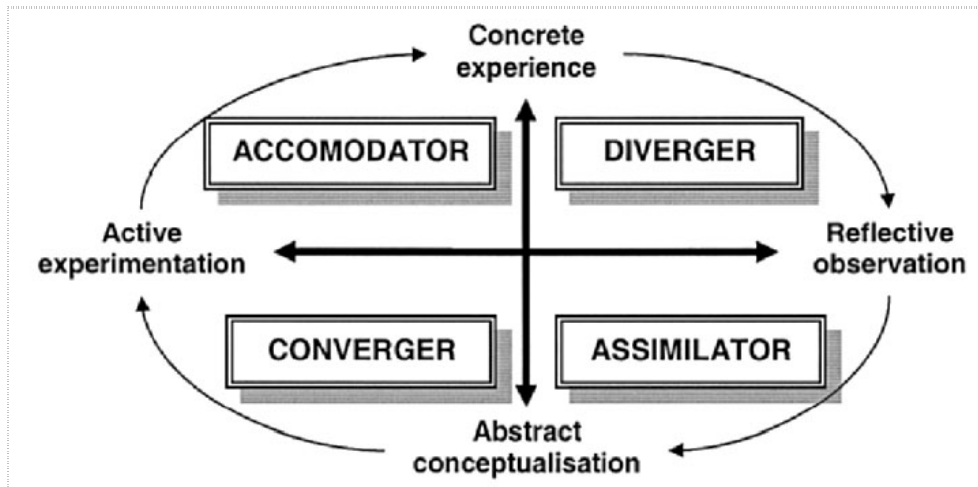 Concrete
experience
ACCOMODATOR
DIVERGER
Active
experimentation
Reflective
observation
CONVERGER
ASSIMILATOR
Abstract
conceptualisation